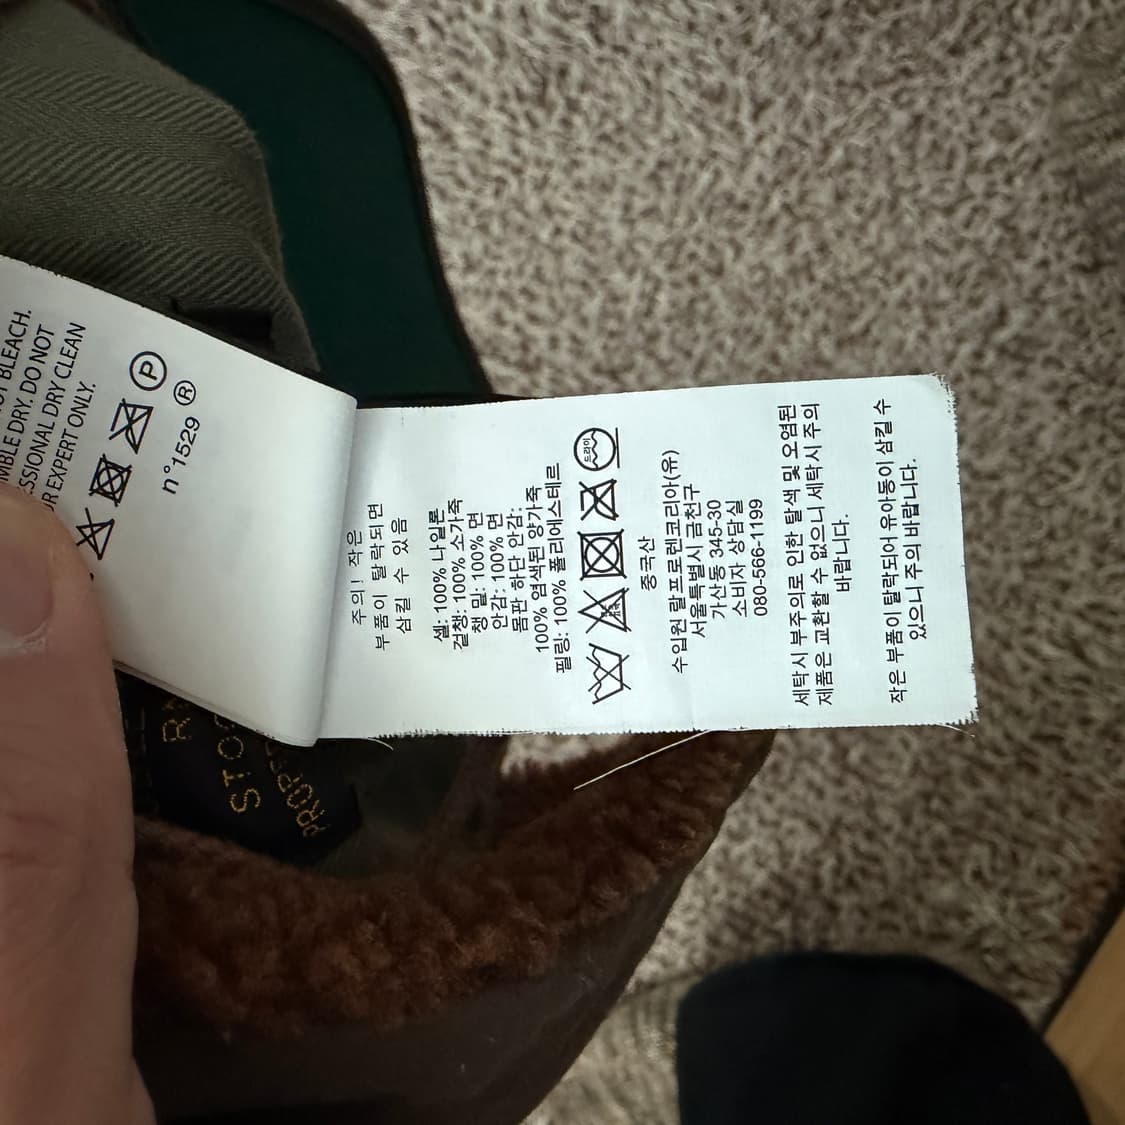 BLEACH.
MBLE DRY. DO NOT
SSIONAL DRY CLEAN
R EXPERT ONLY.
P
n°1529 ®
주의! 작은
부품이 탈락되면
삼킬 수 있음
셸: 100% 나일론
겉챙: 100% 소가죽
챙 밑: 100% 면
안감: 100% 면
몸판 하단 안감:
100% 염색된 양가죽
필링: 100% 폴리에스테르
드라이
중국산
수입원 랄프로렌코리아(유)
서울특별시 금천구
가산동 345-30
소비자 상담실
080-566-1199
세탁시 부주의로 인한 탈색 및 오염된
제품은 교환할 수 없으니 세탁시 주의
바랍니다.
작은 부품이 탈락되어 유아동이 삼킬 수
있으니 주의 바랍니다.